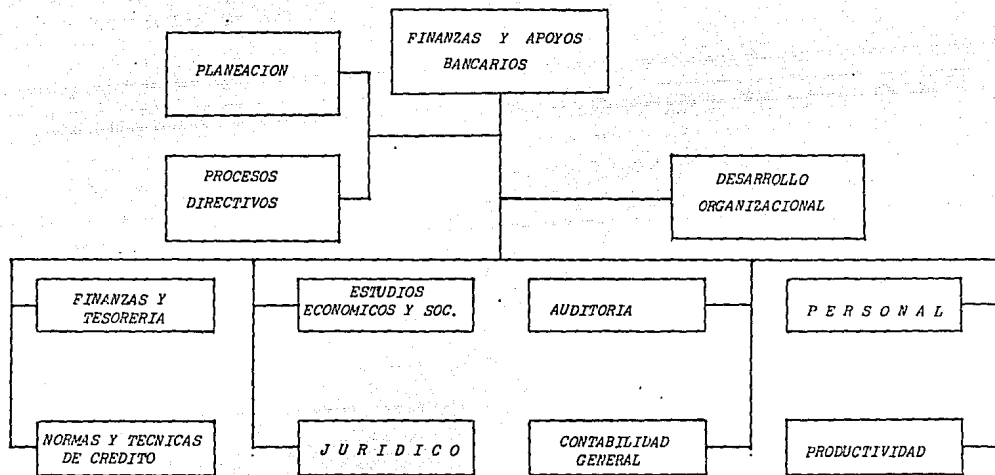 FINANZAS Y APOYOS
BANCARIOS
PLANEACION
PROCESOS
DIRECTIVOS
DESARROLLO
ORGANIZACIONAL
FINANZAS Y
TESORERIA
ESTUDIOS
ECONOMICOS Y SOC.
AUDITORIA
P E R S O N A L
NORMAS Y TECNICAS
DE CREDITO
J U R I D I C O
CONTABILIDAD
GENERAL
PRODUCTIVIDAD